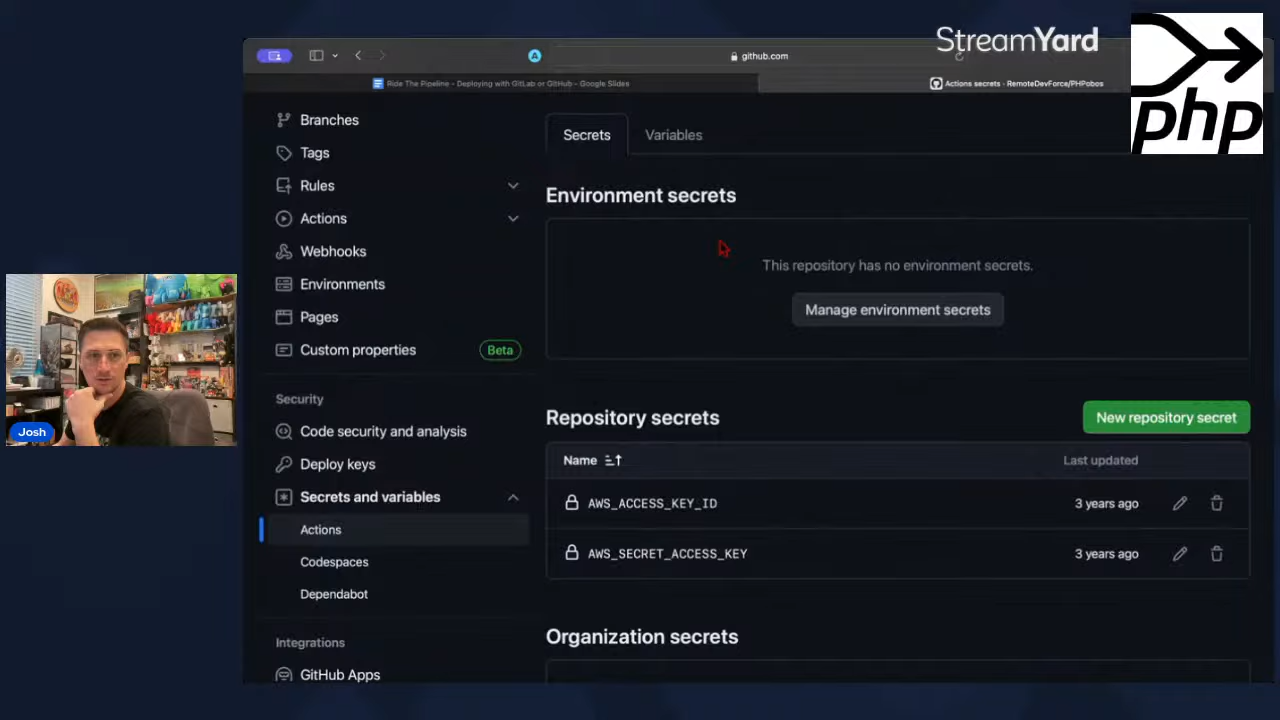 StreamYard
php
github.com
Ride The Pipeline - Deploying with GitLab or GitHub - Google Slides
Actions secrets - RemoteDevForce/PHPobos
Branches
Tags
Rules
Actions
Webhooks
Environments
Pages
Custom properties
Beta
Security
Code security and analysis
Deploy keys
Secrets and variables
Actions
Codespaces
Dependabot
Integrations
GitHub Apps
Secrets
Variables
Environment secrets
This repository has no environment secrets.
Manage environment secrets
Repository secrets
New repository secret
Name
Last updated
AWS_ACCESS_KEY_ID
3 years ago
AWS_SECRET_ACCESS_KEY
3 years ago
Organization secrets
Josh